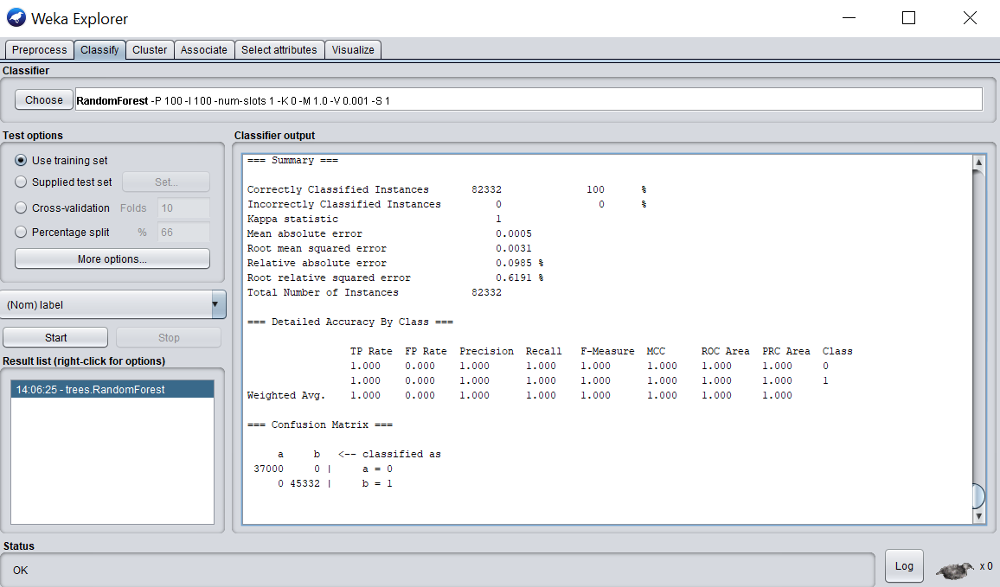 Weka Explorer
Preprocess Classify Cluster Associate Select attributes Visualize
Classifier
Choose RandomForest -P 100 -I 100 -num-slots 1 -K 0 -M 1.0 -V 0.001 -S 1
Test options
Use training set
Supplied test set Set...
Cross-validation Folds 10
Percentage split % 66
More options...
(Nom) label
Start Stop
Result list (right-click for options)
14:06:25 - trees.RandomForest
Classifier output
=== Summary ===
Correctly Classified Instances 82332 100 %
Incorrectly Classified Instances 0 0 %
Kappa statistic 1
Mean absolute error 0.0005
Root mean squared error 0.0031
Relative absolute error 0.0985 %
Root relative squared error 0.6191 %
Total Number of Instances 82332
=== Detailed Accuracy By Class ===
TP Rate FP Rate Precision Recall F-Measure MCC ROC Area PRC Area Class
1.000 0.000 1.000 1.000 1.000 1.000 1.000 1.000 0
1.000 0.000 1.000 1.000 1.000 1.000 1.000 1.000 1
Weighted Avg. 1.000 0.000 1.000 1.000 1.000 1.000 1.000 1.000
=== Confusion Matrix ===
a b <-- classified as
37000 0 | a = 0
0 45332 | b = 1
Status
OK
Log x 0